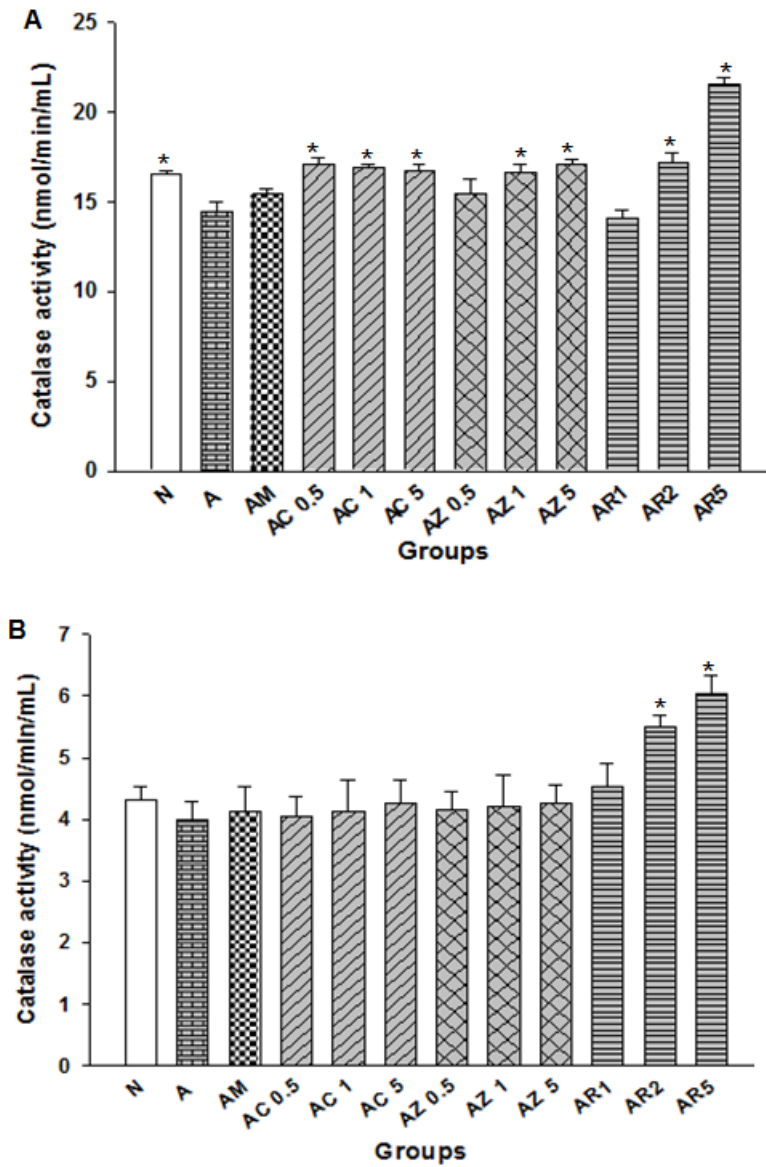 A
Catalase activity (nmol/min/mL)
25
20
15
10
5
0
* * * * * * * *
N A AM AC 0.5 AC 1 AC 5 AZ 0.5 AZ 1 AZ 5 AR1 AR2 AR5
Groups
B
Catalase activity (nmol/mln/mL)
7
6
5
4
3
2
1
0
* *
N A AM AC 0.5 AC 1 AC 5 AZ 0.5 AZ 1 AZ 5 AR1 AR2 AR5
Groups